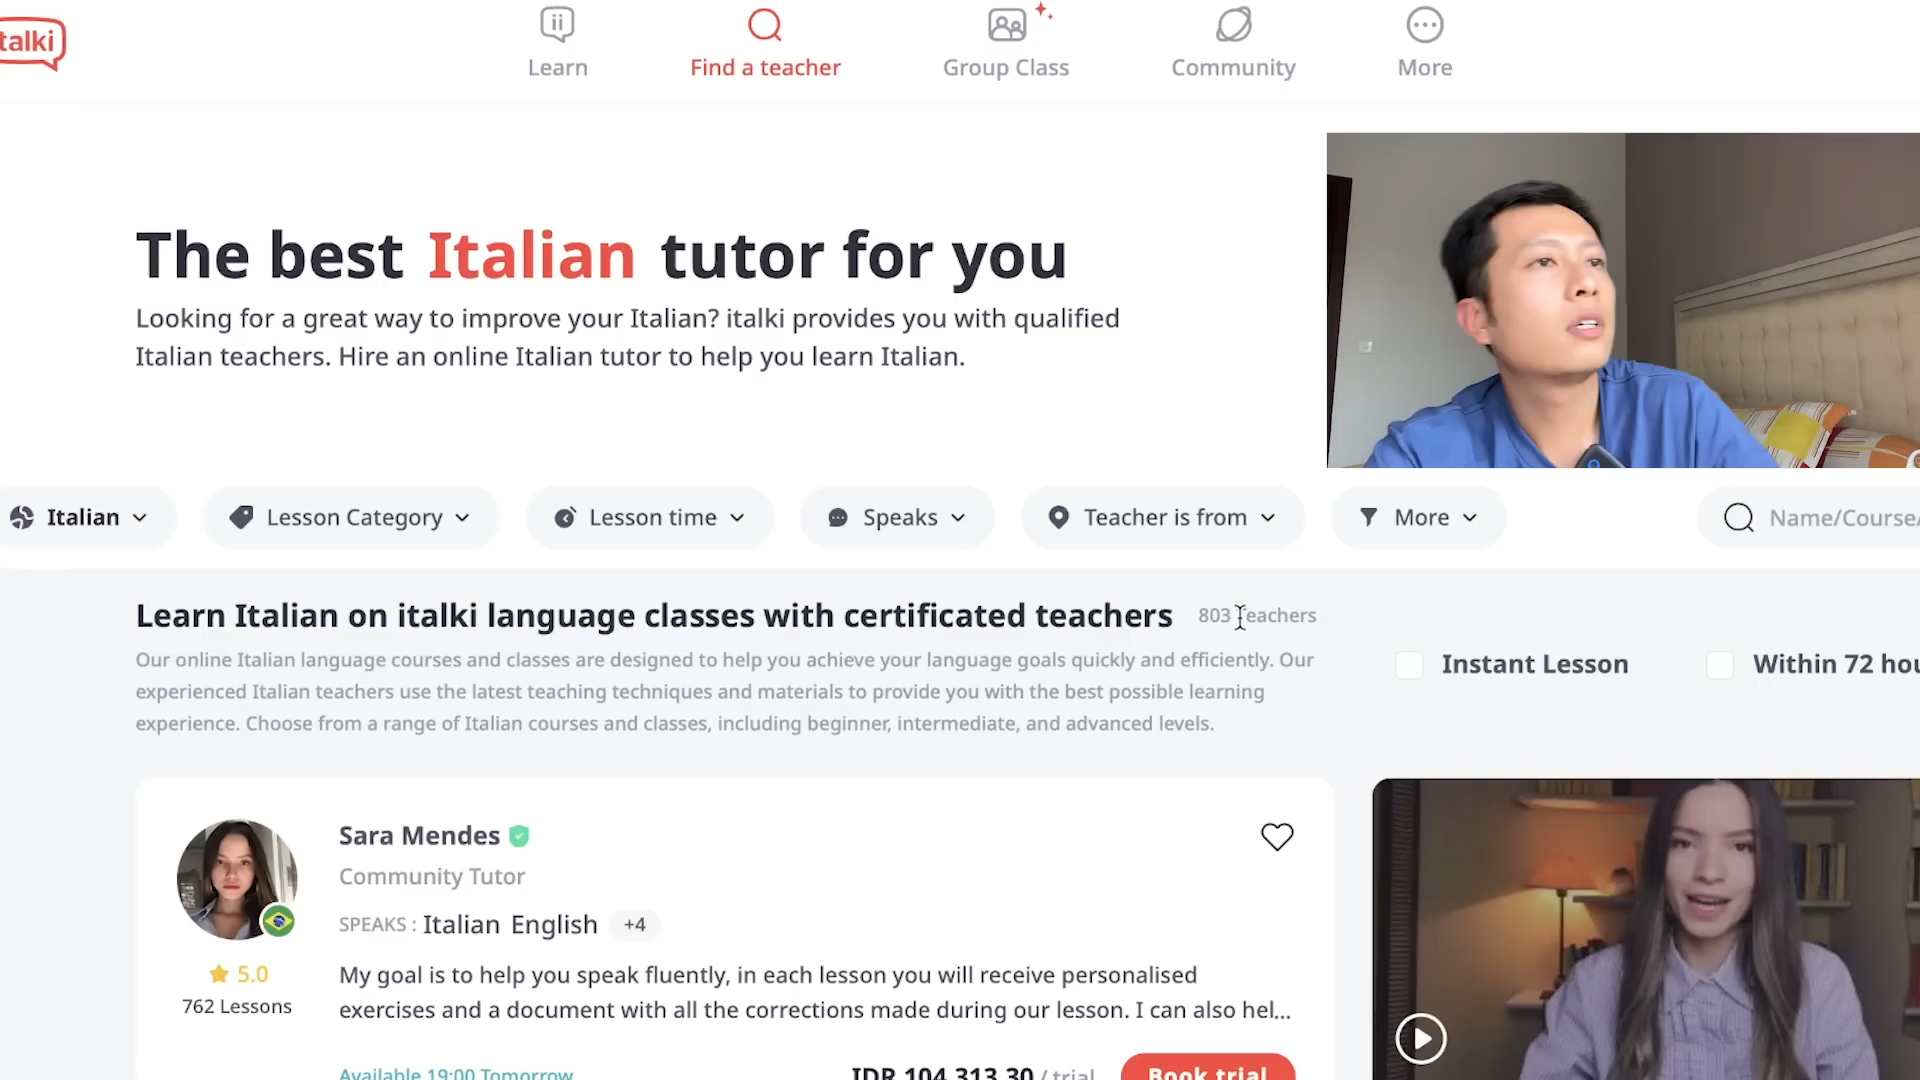 talki
Learn
Find a teacher
Group Class
Community
More
The best Italian tutor for you
Looking for a great way to improve your Italian? italki provides you with qualified
Italian teachers. Hire an online Italian tutor to help you learn Italian.
Italian
Lesson Category
Lesson time
Speaks
Teacher is from
More
Name/Course/
Learn Italian on italki language classes with certificated teachers
803 Teachers
Our online Italian language courses and classes are designed to help you achieve your language goals quickly and efficiently. Our
experienced Italian teachers use the latest teaching techniques and materials to provide you with the best possible learning
experience. Choose from a range of Italian courses and classes, including beginner, intermediate, and advanced levels.
Instant Lesson
Within 72 hou
Sara Mendes
Community Tutor
SPEAKS : Italian English +4
5.0
762 Lessons
My goal is to help you speak fluently, in each lesson you will receive personalised
exercises and a document with all the corrections made during our lesson. I can also hel...
Available 19:00 Tomorrow
IDR 104,313.30 / trial
Book trial